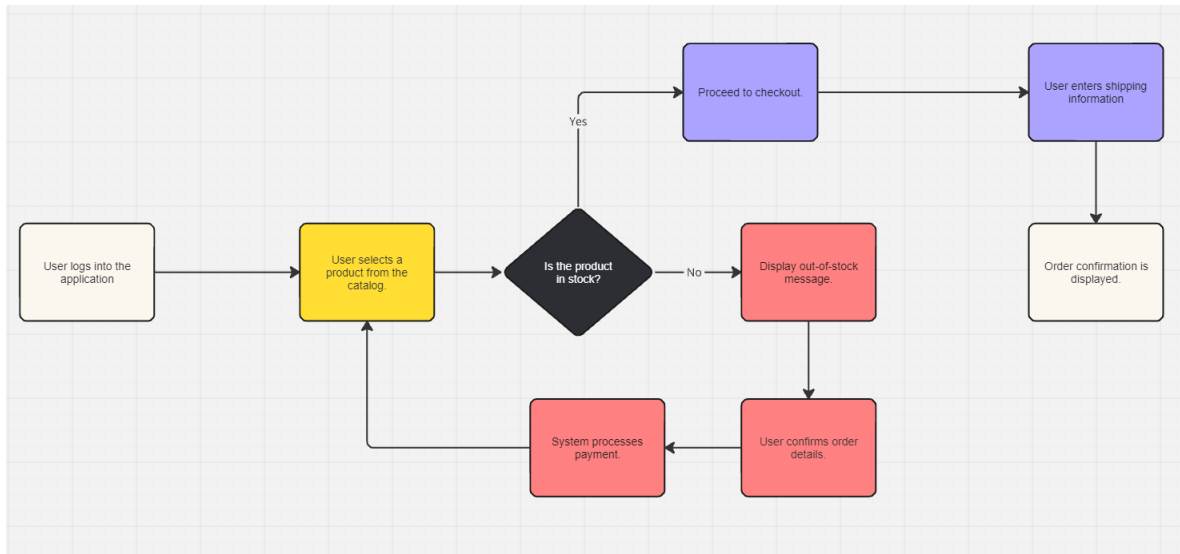 Proceed to checkout.
User enters shipping
information
Yes
User logs into the
application
User selects a
product from the
catalog.
Is the product
in stock?
No
Display out-of-stock
message.
Order confirmation is
displayed.
System processes
payment.
User confirms order
details.